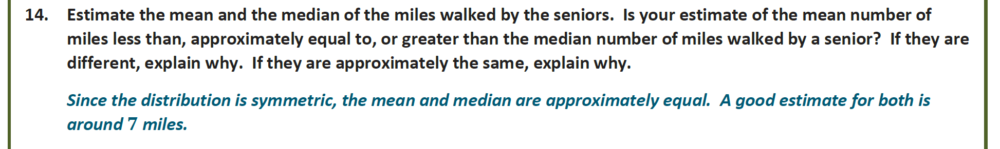 14. Estimate the mean and the median of the miles walked by the seniors. Is your estimate of the mean number of
miles less than, approximately equal to, or greater than the median number of miles walked by a senior? If they are
different, explain why. If they are approximately the same, explain why.
Since the distribution is symmetric, the mean and median are approximately equal. A good estimate for both is
around 7 miles.